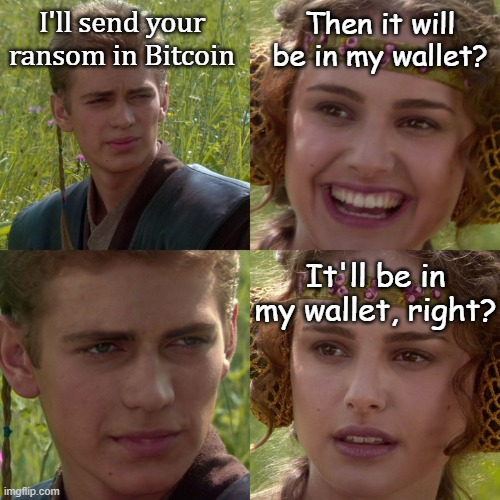 I'll send your
ransom in Bitcoin
Then it will
be in my wallet?
It'll be in
my wallet, right?
imgflip.com